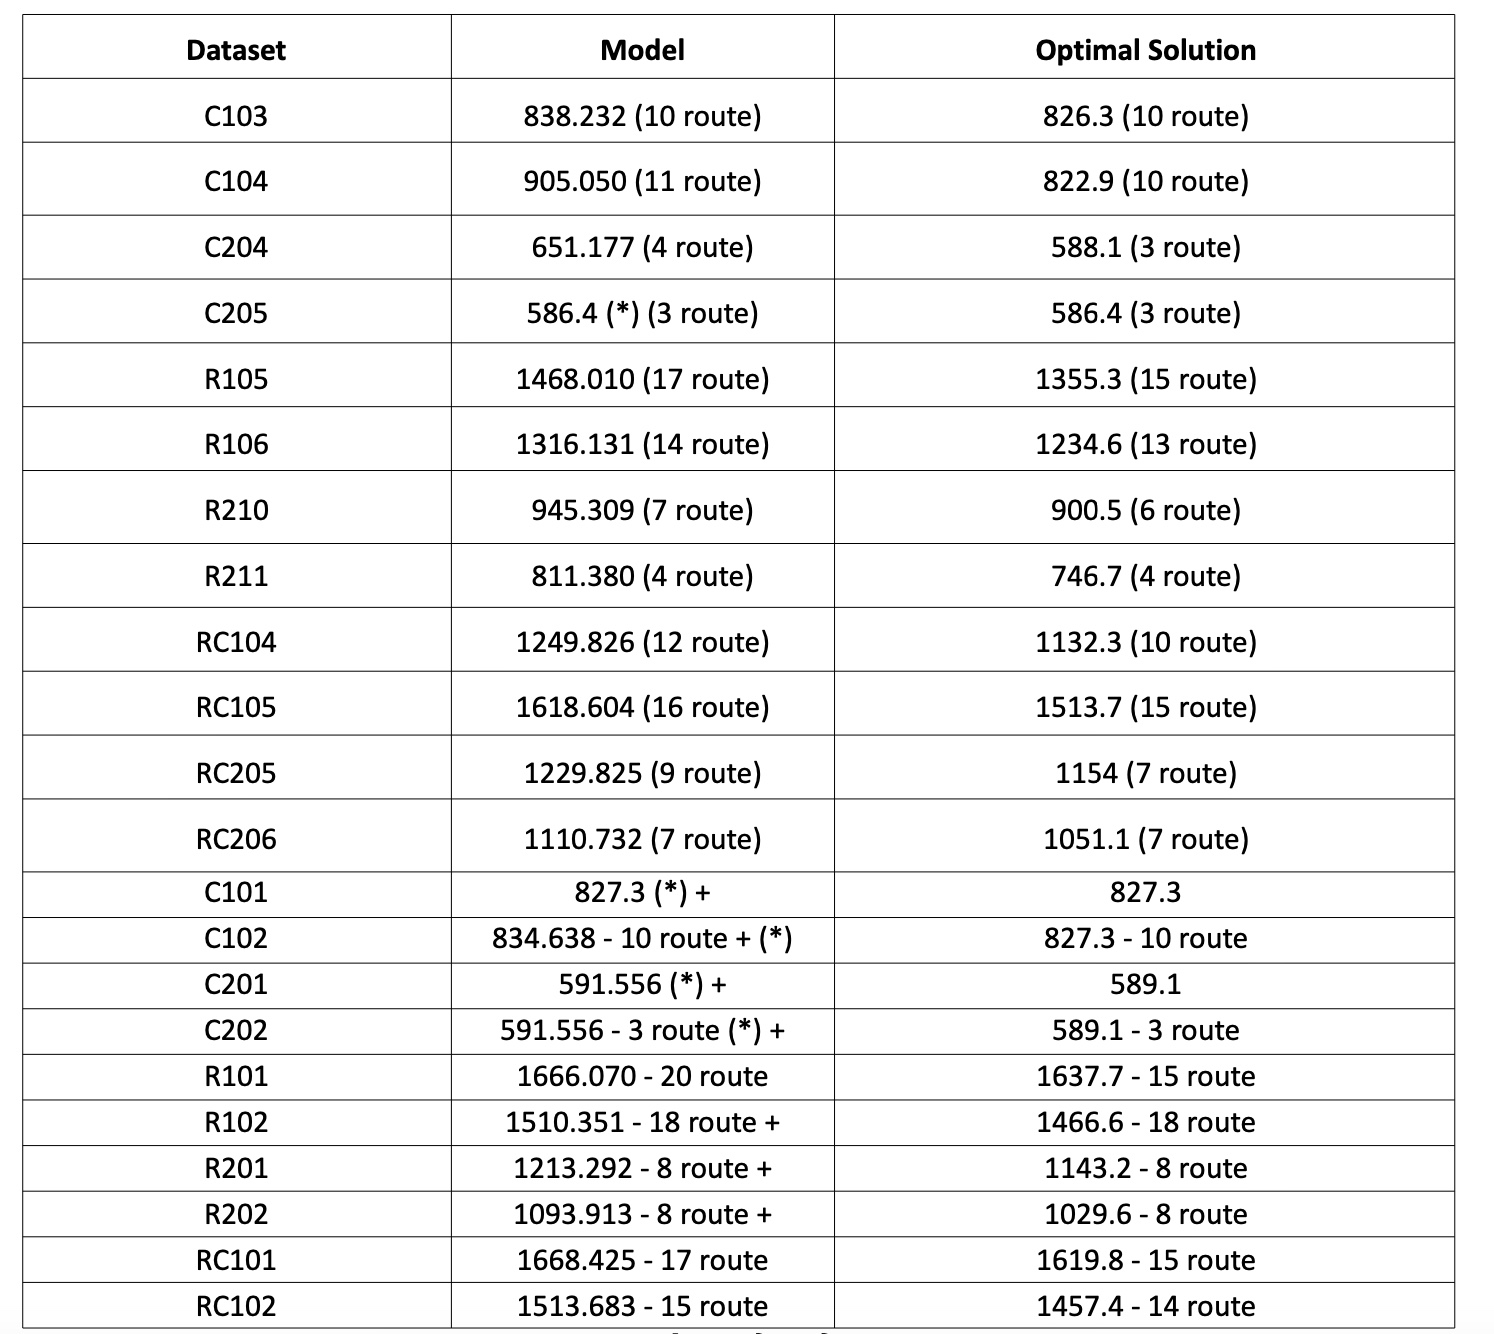 Dataset Model Optimal Solution
C103 838.232 (10 route) 826.3 (10 route)
C104 905.050 (11 route) 822.9 (10 route)
C204 651.177 (4 route) 588.1 (3 route)
C205 586.4 (*) (3 route) 586.4 (3 route)
R105 1468.010 (17 route) 1355.3 (15 route)
R106 1316.131 (14 route) 1234.6 (13 route)
R210 945.309 (7 route) 900.5 (6 route)
R211 811.380 (4 route) 746.7 (4 route)
RC104 1249.826 (12 route) 1132.3 (10 route)
RC105 1618.604 (16 route) 1513.7 (15 route)
RC205 1229.825 (9 route) 1154 (7 route)
RC206 1110.732 (7 route) 1051.1 (7 route)
C101 827.3 (*) + 827.3
C102 834.638 - 10 route + (*) 827.3 - 10 route
C201 591.556 (*) + 589.1
C202 591.556 - 3 route (*) + 589.1 - 3 route
R101 1666.070 - 20 route 1637.7 - 15 route
R102 1510.351 - 18 route + 1466.6 - 18 route
R201 1213.292 - 8 route + 1143.2 - 8 route
R202 1093.913 - 8 route + 1029.6 - 8 route
RC101 1668.425 - 17 route 1619.8 - 15 route
RC102 1513.683 - 15 route 1457.4 - 14 route